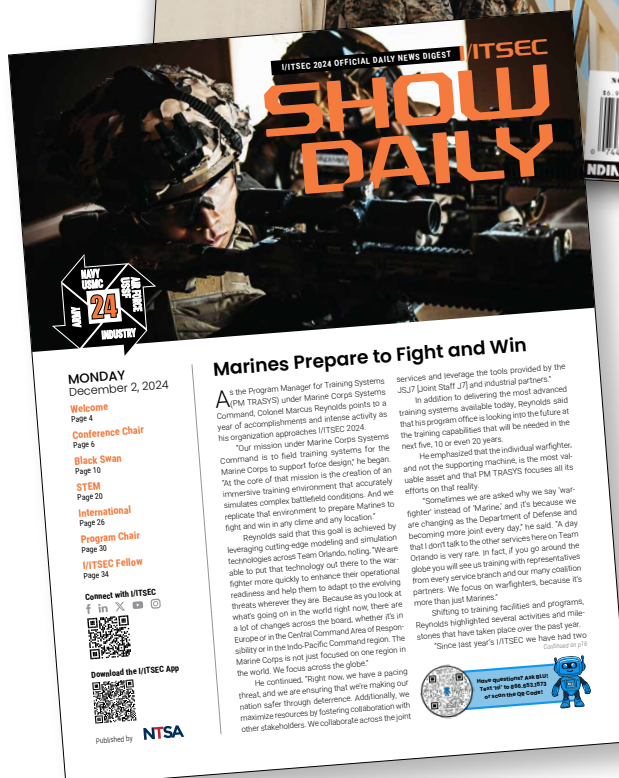 I/ITSEC 2024 OFFICIAL DAILY NEWS DIGEST
I/ITSEC
SHOW
DAILY
NAVY
USMC
AIR FORCE
USSF
ARMY
24
INDUSTRY
MONDAY
December 2, 2024
Welcome
Page 4
Conference Chair
Page 6
Black Swan
Page 10
STEM
Page 20
International
Page 26
Program Chair
Page 30
I/ITSEC Fellow
Page 34
Connect with I/ITSEC
Download the I/ITSEC App
Published by NTSA
Marines Prepare to Fight and Win
As the Program Manager for Training Systems
(PM TRASYS) under Marine Corps Systems
Command, Colonel Marcus Reynolds points to a
year of accomplishments and intense activity as
his organization approaches I/ITSEC 2024.
"Our mission under Marine Corps Systems
Command is to field training systems for the
Marine Corps to support force design," he began.
"At the core of that mission is the creation of an
immersive training environment that accurately
simulates complex battlefield conditions. And we
replicate that environment to prepare Marines to
fight and win in any clime and any location."
Reynolds said that this goal is achieved by
leveraging cutting-edge modeling and simulation
technologies across Team Orlando, noting, "We are
able to put that technology out there to the war-
fighter more quickly to enhance their operational
readiness and help them to adapt to the evolving
threats wherever they are. Because as you look at
what's going on in the world right now, there are
a lot of changes across the board, whether it's in
Europe or in the Central Command Area of Respon-
sibility or in the Indo-Pacific Command region. The
Marine Corps is not just focused on one region in
the world. We focus across the globe."
He continued, "Right now, we have a pacing
threat, and we are ensuring that we're making our
nation safer through deterrence. Additionally, we
maximize resources by fostering collaboration with
other stakeholders. We collaborate across the joint
services and leverage the tools provided by the
JSJ7 [Joint Staff J7] and industrial partners."
In addition to delivering the most advanced
training systems available today, Reynolds said
that his program office is looking into the future at
the training capabilities that will be needed in the
next five, 10 or even 20 years.
He emphasized that the individual warfighter,
and not the supporting machine, is the most val-
uable asset and that PM TRASYS focuses all its
efforts on that reality.
"Sometimes we are asked why we say 'war-
fighter' instead of 'Marine,' and it's because we
are changing as the Department of Defense and
becoming more joint every day," he said. "A day
that I don't talk to the other services here on Team
Orlando is very rare. In fact, if you go around the
globe you will see us training with representatives
from every service branch and our many coalition
partners. We focus on warfighters, because it's
more than just Marines."
Shifting to training facilities and programs,
Reynolds highlighted several activities and mile-
stones that have taken place over the past year.
"Since last year's I/ITSEC we have had two
Continued on p18
Have questions? Ask BLU!
Text 'Hi' to 856.653.1573
or scan the QR Code!